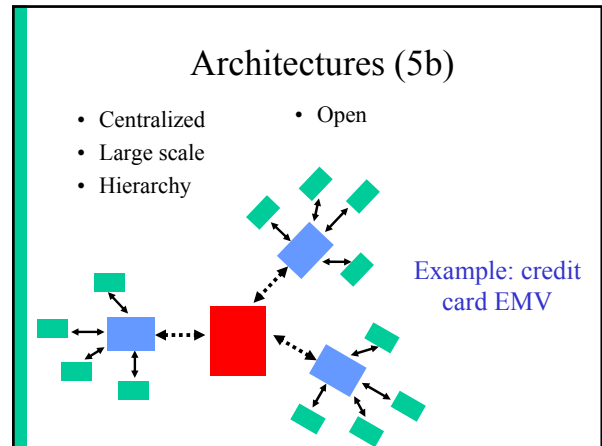 Architectures (5b)
• Centralized
• Large scale
• Hierarchy
• Open
Example: credit
card EMV